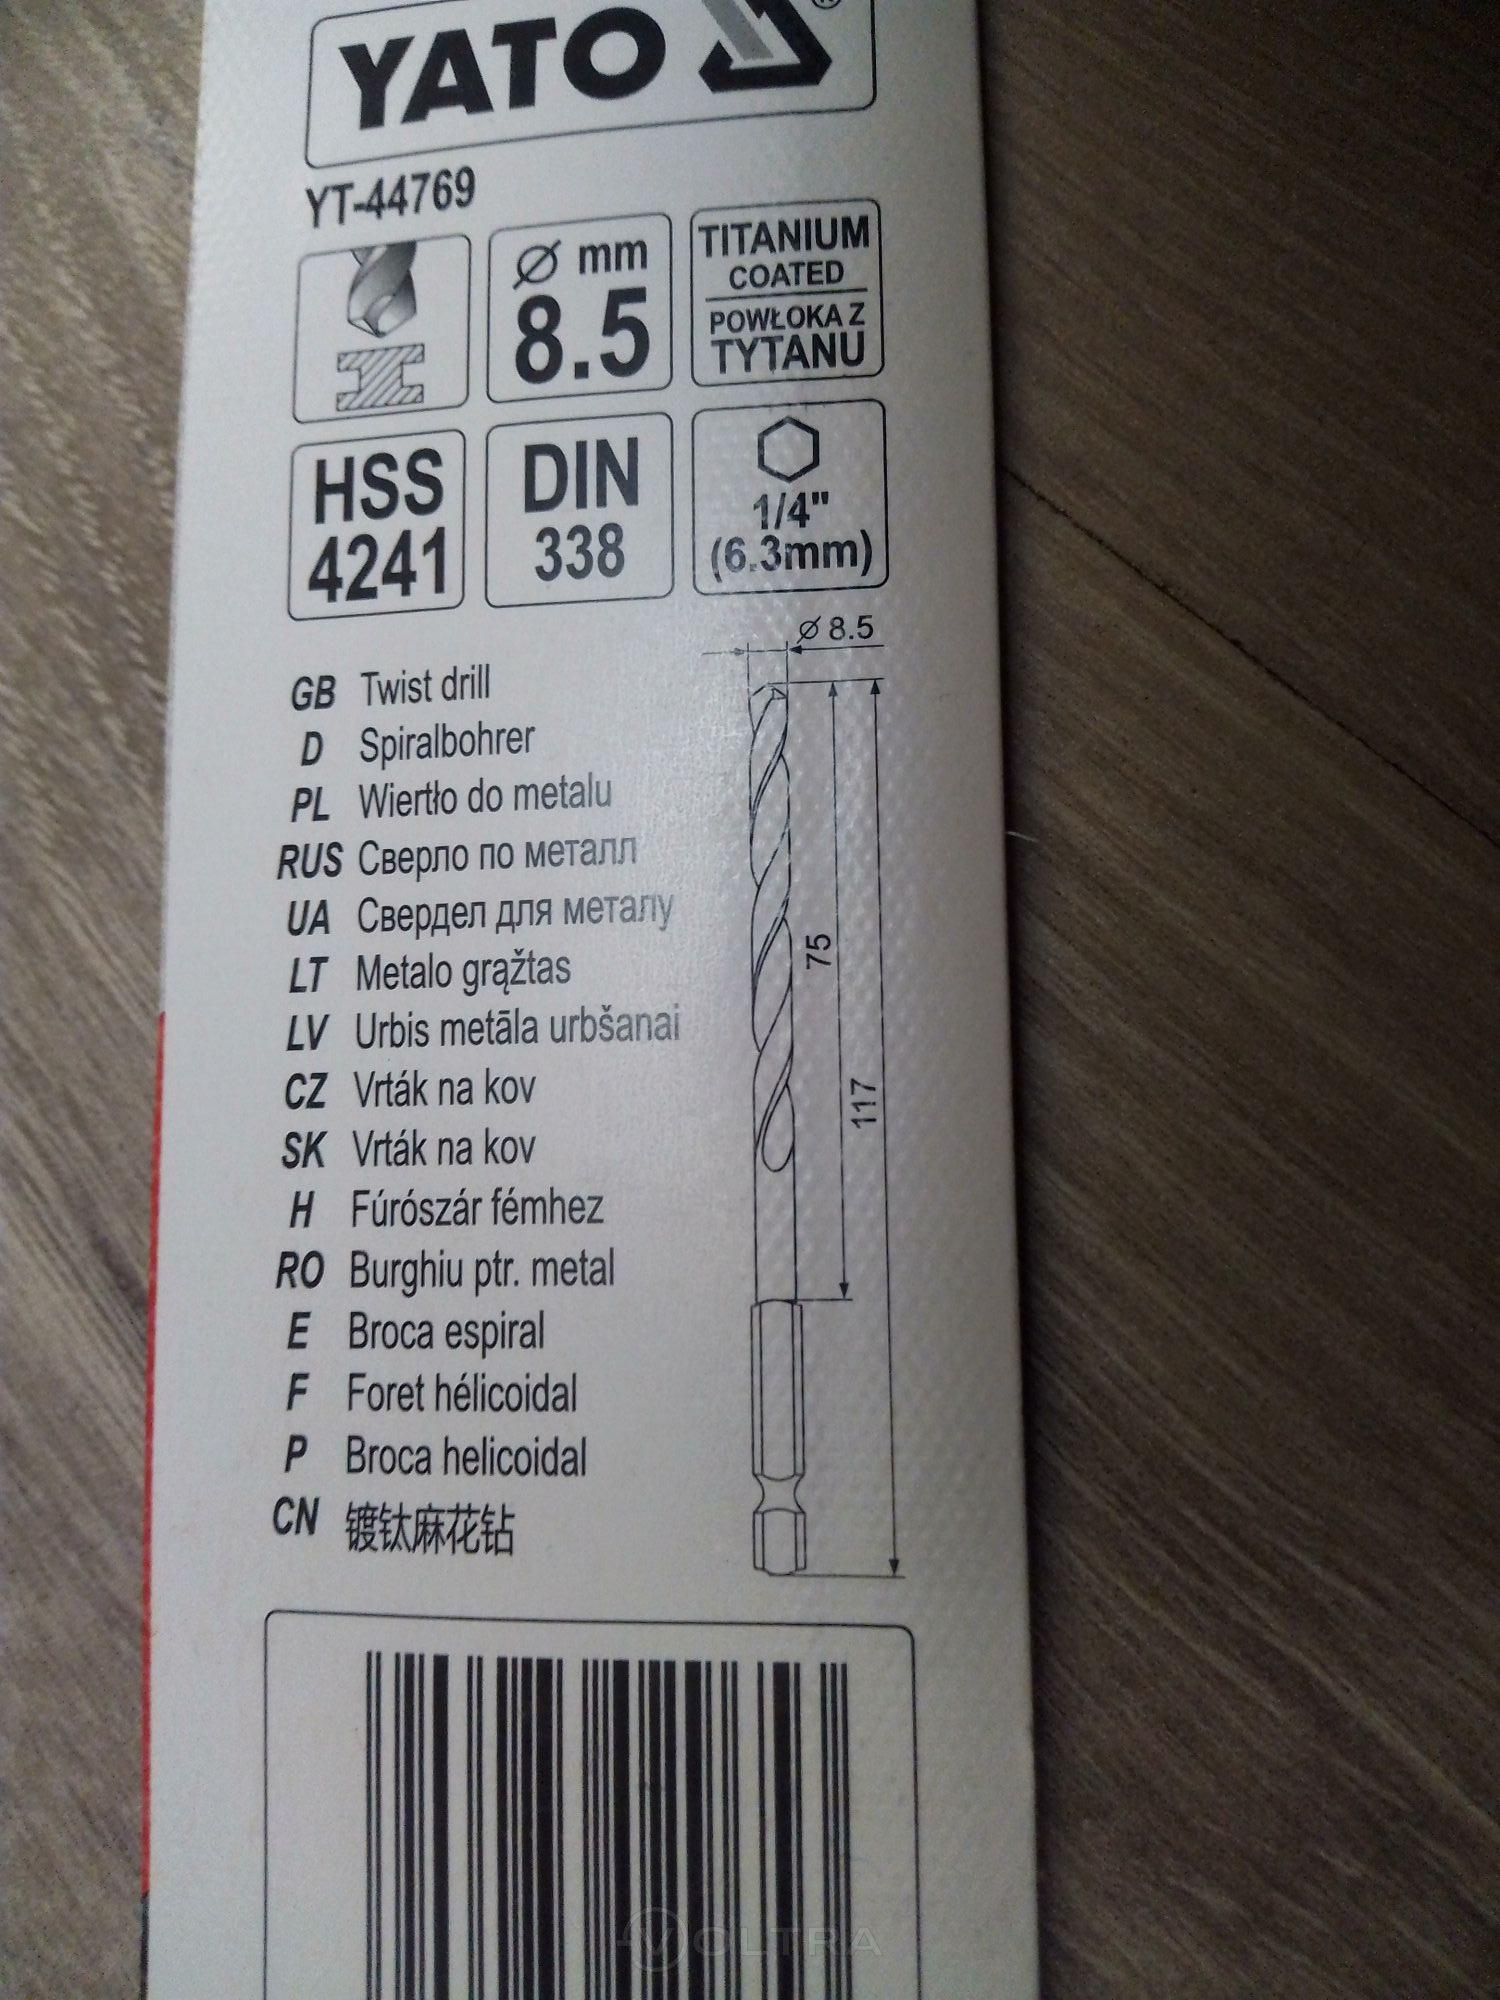 YATO ®
YT-44769
Ø mm
8.5
TITANIUM
COATED
POWŁOKA Z
TYTANU
HSS
4241
DIN
338
1/4"
(6.3mm)
Ø 8.5
75
117
GB Twist drill
D Spiralbohrer
PL Wiertło do metalu
RUS Сверло по металл
UA Свердел для металу
LT Metalo grąžtas
LV Urbis metāla urbšanai
CZ Vrták na kov
SK Vrták na kov
H Fúrószár fémhez
RO Burghiu ptr. metal
E Broca espiral
F Foret hélicoidal
P Broca helicoidal
CN 镀钛麻花钻
VOLTRA